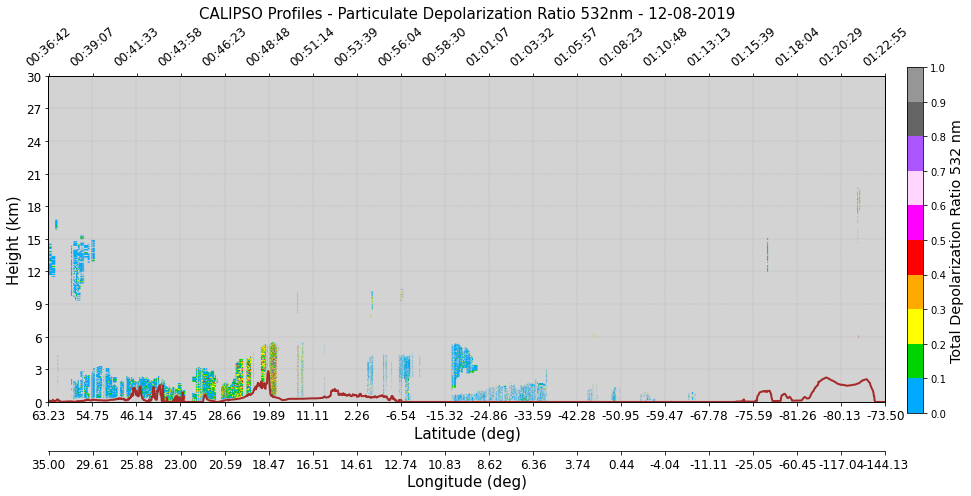 CALIPSO Profiles - Particulate Depolarization Ratio 532nm - 12-08-2019
00:36:42 00:39:07 00:41:33 00:43:58 00:46:23 00:48:48 00:51:14 00:53:39 00:56:04 00:58:30 01:01:07 01:03:32 01:05:57 01:08:23 01:10:48 01:13:13 01:15:39 01:18:04 01:20:29 01:22:55
Height (km)
30
27
24
21
18
15
12
9
6
3
0
63.23 54.75 46.14 37.45 28.66 19.89 11.11 2.26 -6.54 -15.32 -24.86 -33.59 -42.28 -50.95 -59.47 -67.78 -75.59 -81.26 -80.13 -73.50
Latitude (deg)
35.00 29.61 25.88 23.00 20.59 18.47 16.51 14.61 12.74 10.83 8.62 6.36 3.74 0.44 -4.04 -11.11 -25.05 -60.45 -117.04 -144.13
Longitude (deg)
1.0
0.9
0.8
0.7
0.6
0.5
0.4
0.3
0.2
0.1
0.0
Total Depolarization Ratio 532 nm